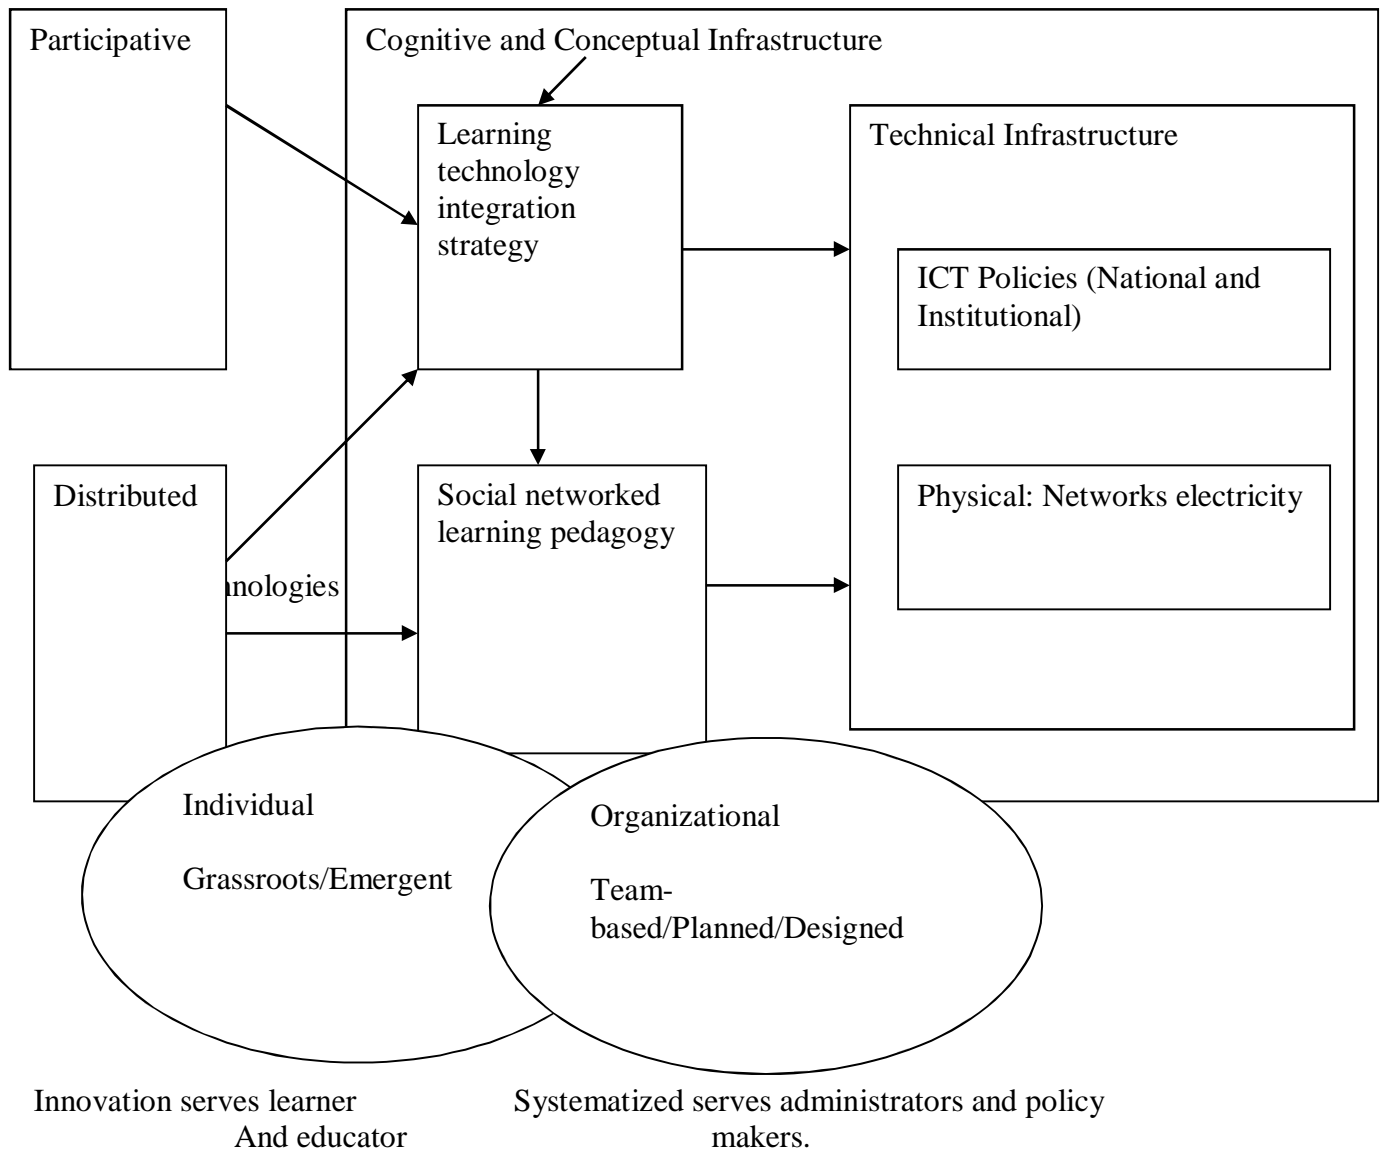 Participative
Cognitive and Conceptual Infrastructure
Learning
technology
integration
strategy
Technical Infrastructure
ICT Policies (National and
Institutional)
Distributed
Social networked
learning pedagogy
Physical: Networks electricity
Individual
Grassroots/Emergent
Organizational
Team-
based/Planned/Designed
Innovation serves learner
And educator
Systematized serves administrators and policy
makers.